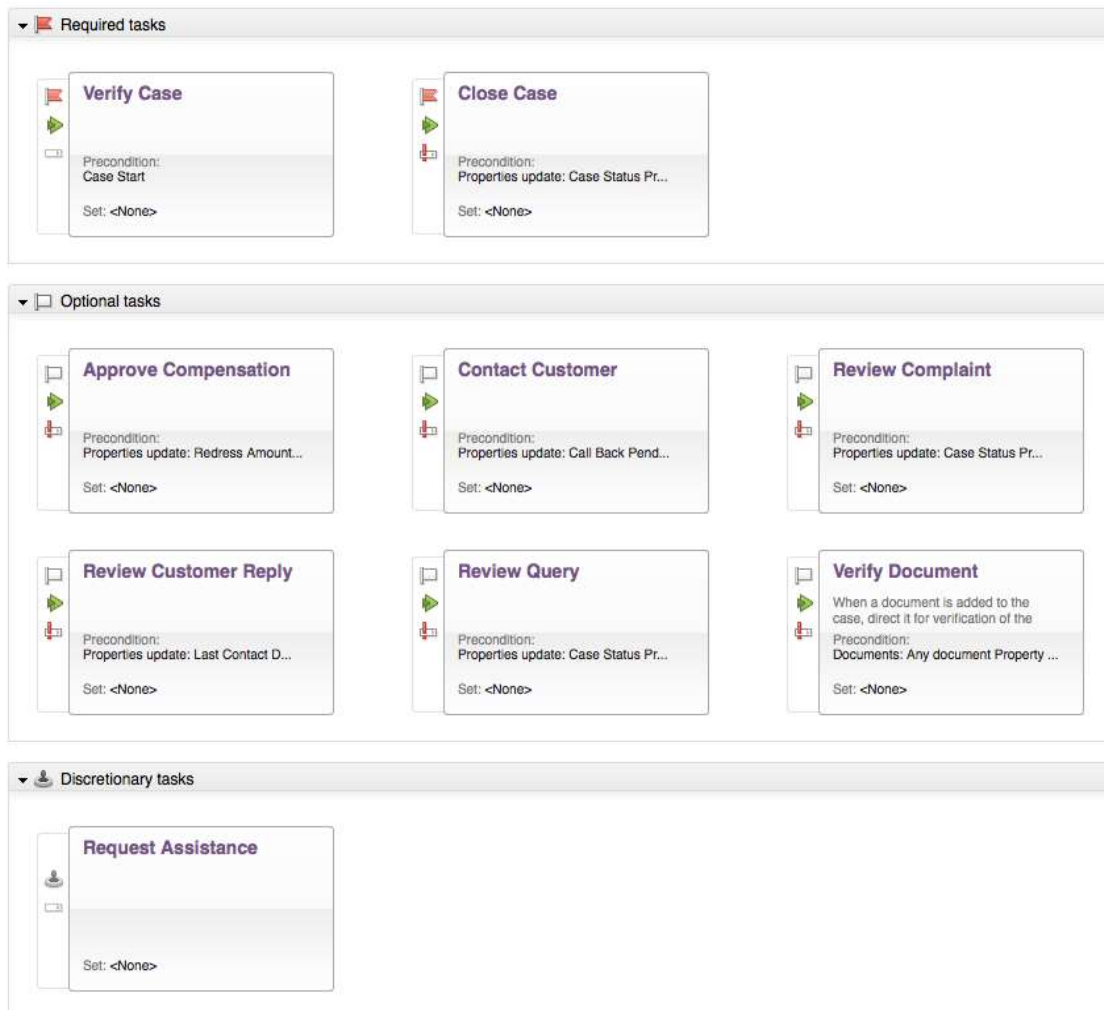 Required tasks
Verify Case
Precondition:
Case Start
Set: <None>
Close Case
Precondition:
Properties update: Case Status Pr...
Set: <None>
Optional tasks
Approve Compensation
Precondition:
Properties update: Redress Amount...
Set: <None>
Contact Customer
Precondition:
Properties update: Call Back Pend...
Set: <None>
Review Complaint
Precondition:
Properties update: Case Status Pr...
Set: <None>
Review Customer Reply
Precondition:
Properties update: Last Contact D...
Set: <None>
Review Query
Precondition:
Properties update: Case Status Pr...
Set: <None>
Verify Document
When a document is added to the
case, direct it for verification of the
Precondition:
Documents: Any document Property ...
Set: <None>
Discretionary tasks
Request Assistance
Set: <None>